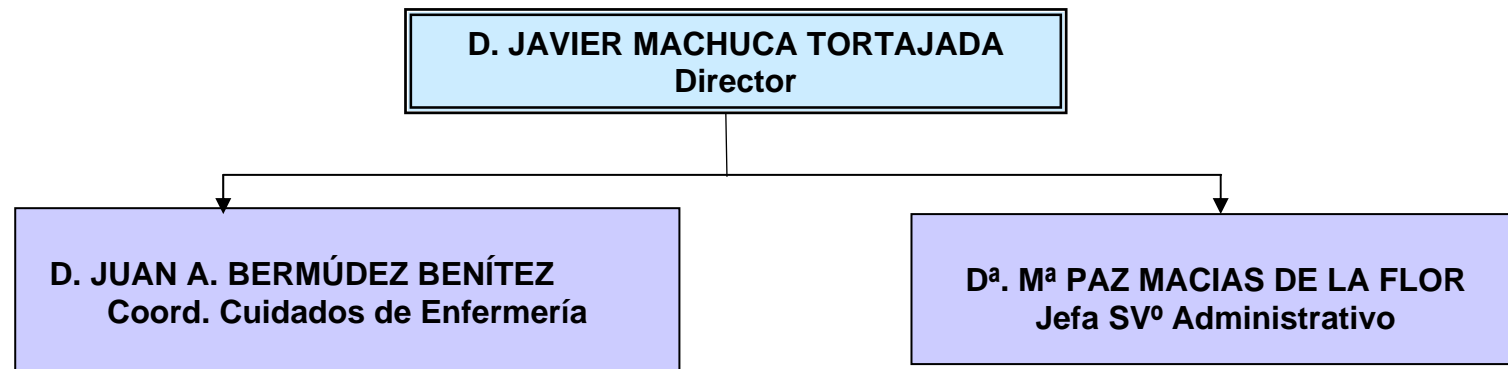 D. JAVIER MACHUCA TORTAJADA
Director
D. JUAN A. BERMÚDEZ BENÍTEZ
Coord. Cuidados de Enfermería
Dª. Mª PAZ MACIAS DE LA FLOR
Jefa SVº Administrativo